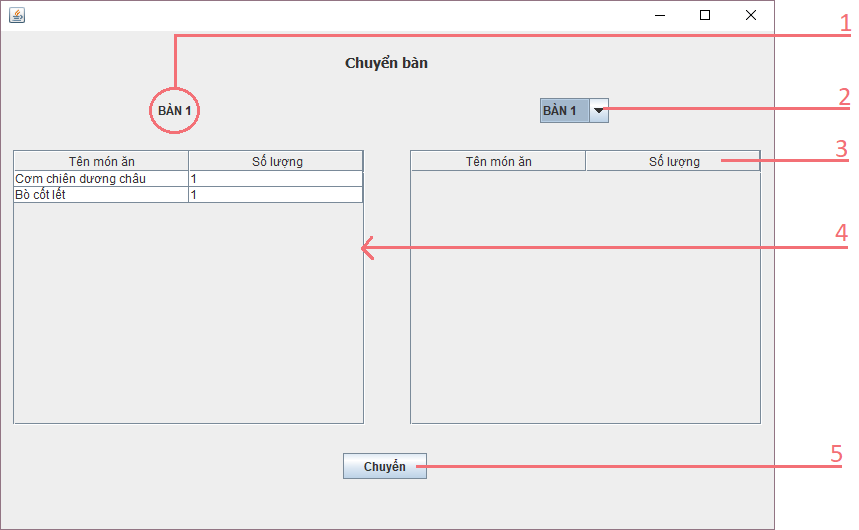 1
Chuyển bàn
BÀN 1
BÀN 1
2
Tên món ăn Số lượng
Tên món ăn Số lượng
3
Cơm chiên dương châu 1
Bò cốt lết 1
4
Chuyển
5